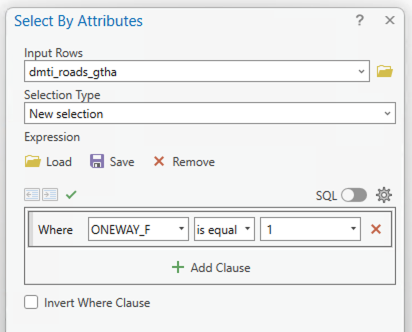 Select By Attributes ? ×
Input Rows
dmti_roads_gtha
Selection Type
New selection
Expression
Load Save × Remove
SQL
Where ONEWAY_F is equal 1 ×
+ Add Clause
Invert Where Clause